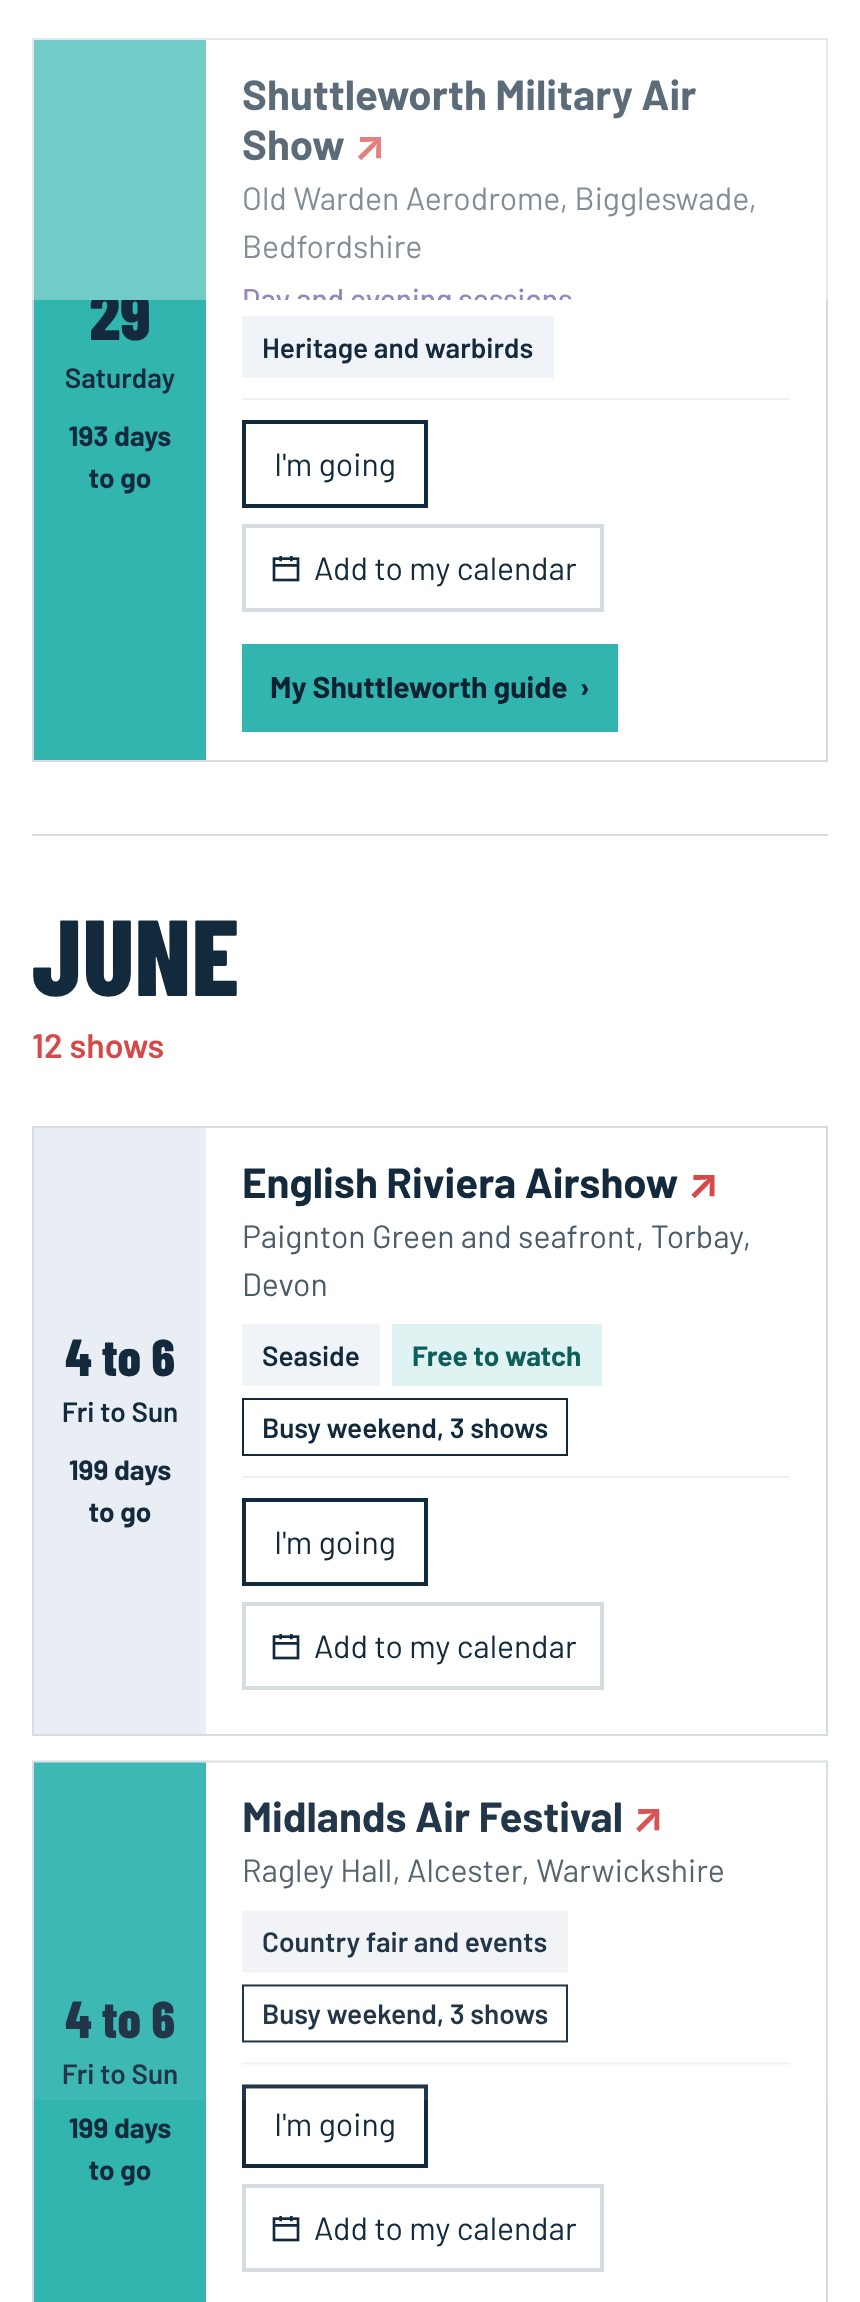 Shuttleworth Military Air
Show
Old Warden Aerodrome, Biggleswade,
Bedfordshire
Day and evening sessions
29
Saturday
193 days
to go
Heritage and warbirds
I'm going
Add to my calendar
My Shuttleworth guide ›
JUNE
12 shows
4 to 6
Fri to Sun
199 days
to go
English Riviera Airshow
Paignton Green and seafront, Torbay,
Devon
Seaside
Free to watch
Busy weekend, 3 shows
I'm going
Add to my calendar
4 to 6
Fri to Sun
199 days
to go
Midlands Air Festival
Ragley Hall, Alcester, Warwickshire
Country fair and events
Busy weekend, 3 shows
I'm going
Add to my calendar